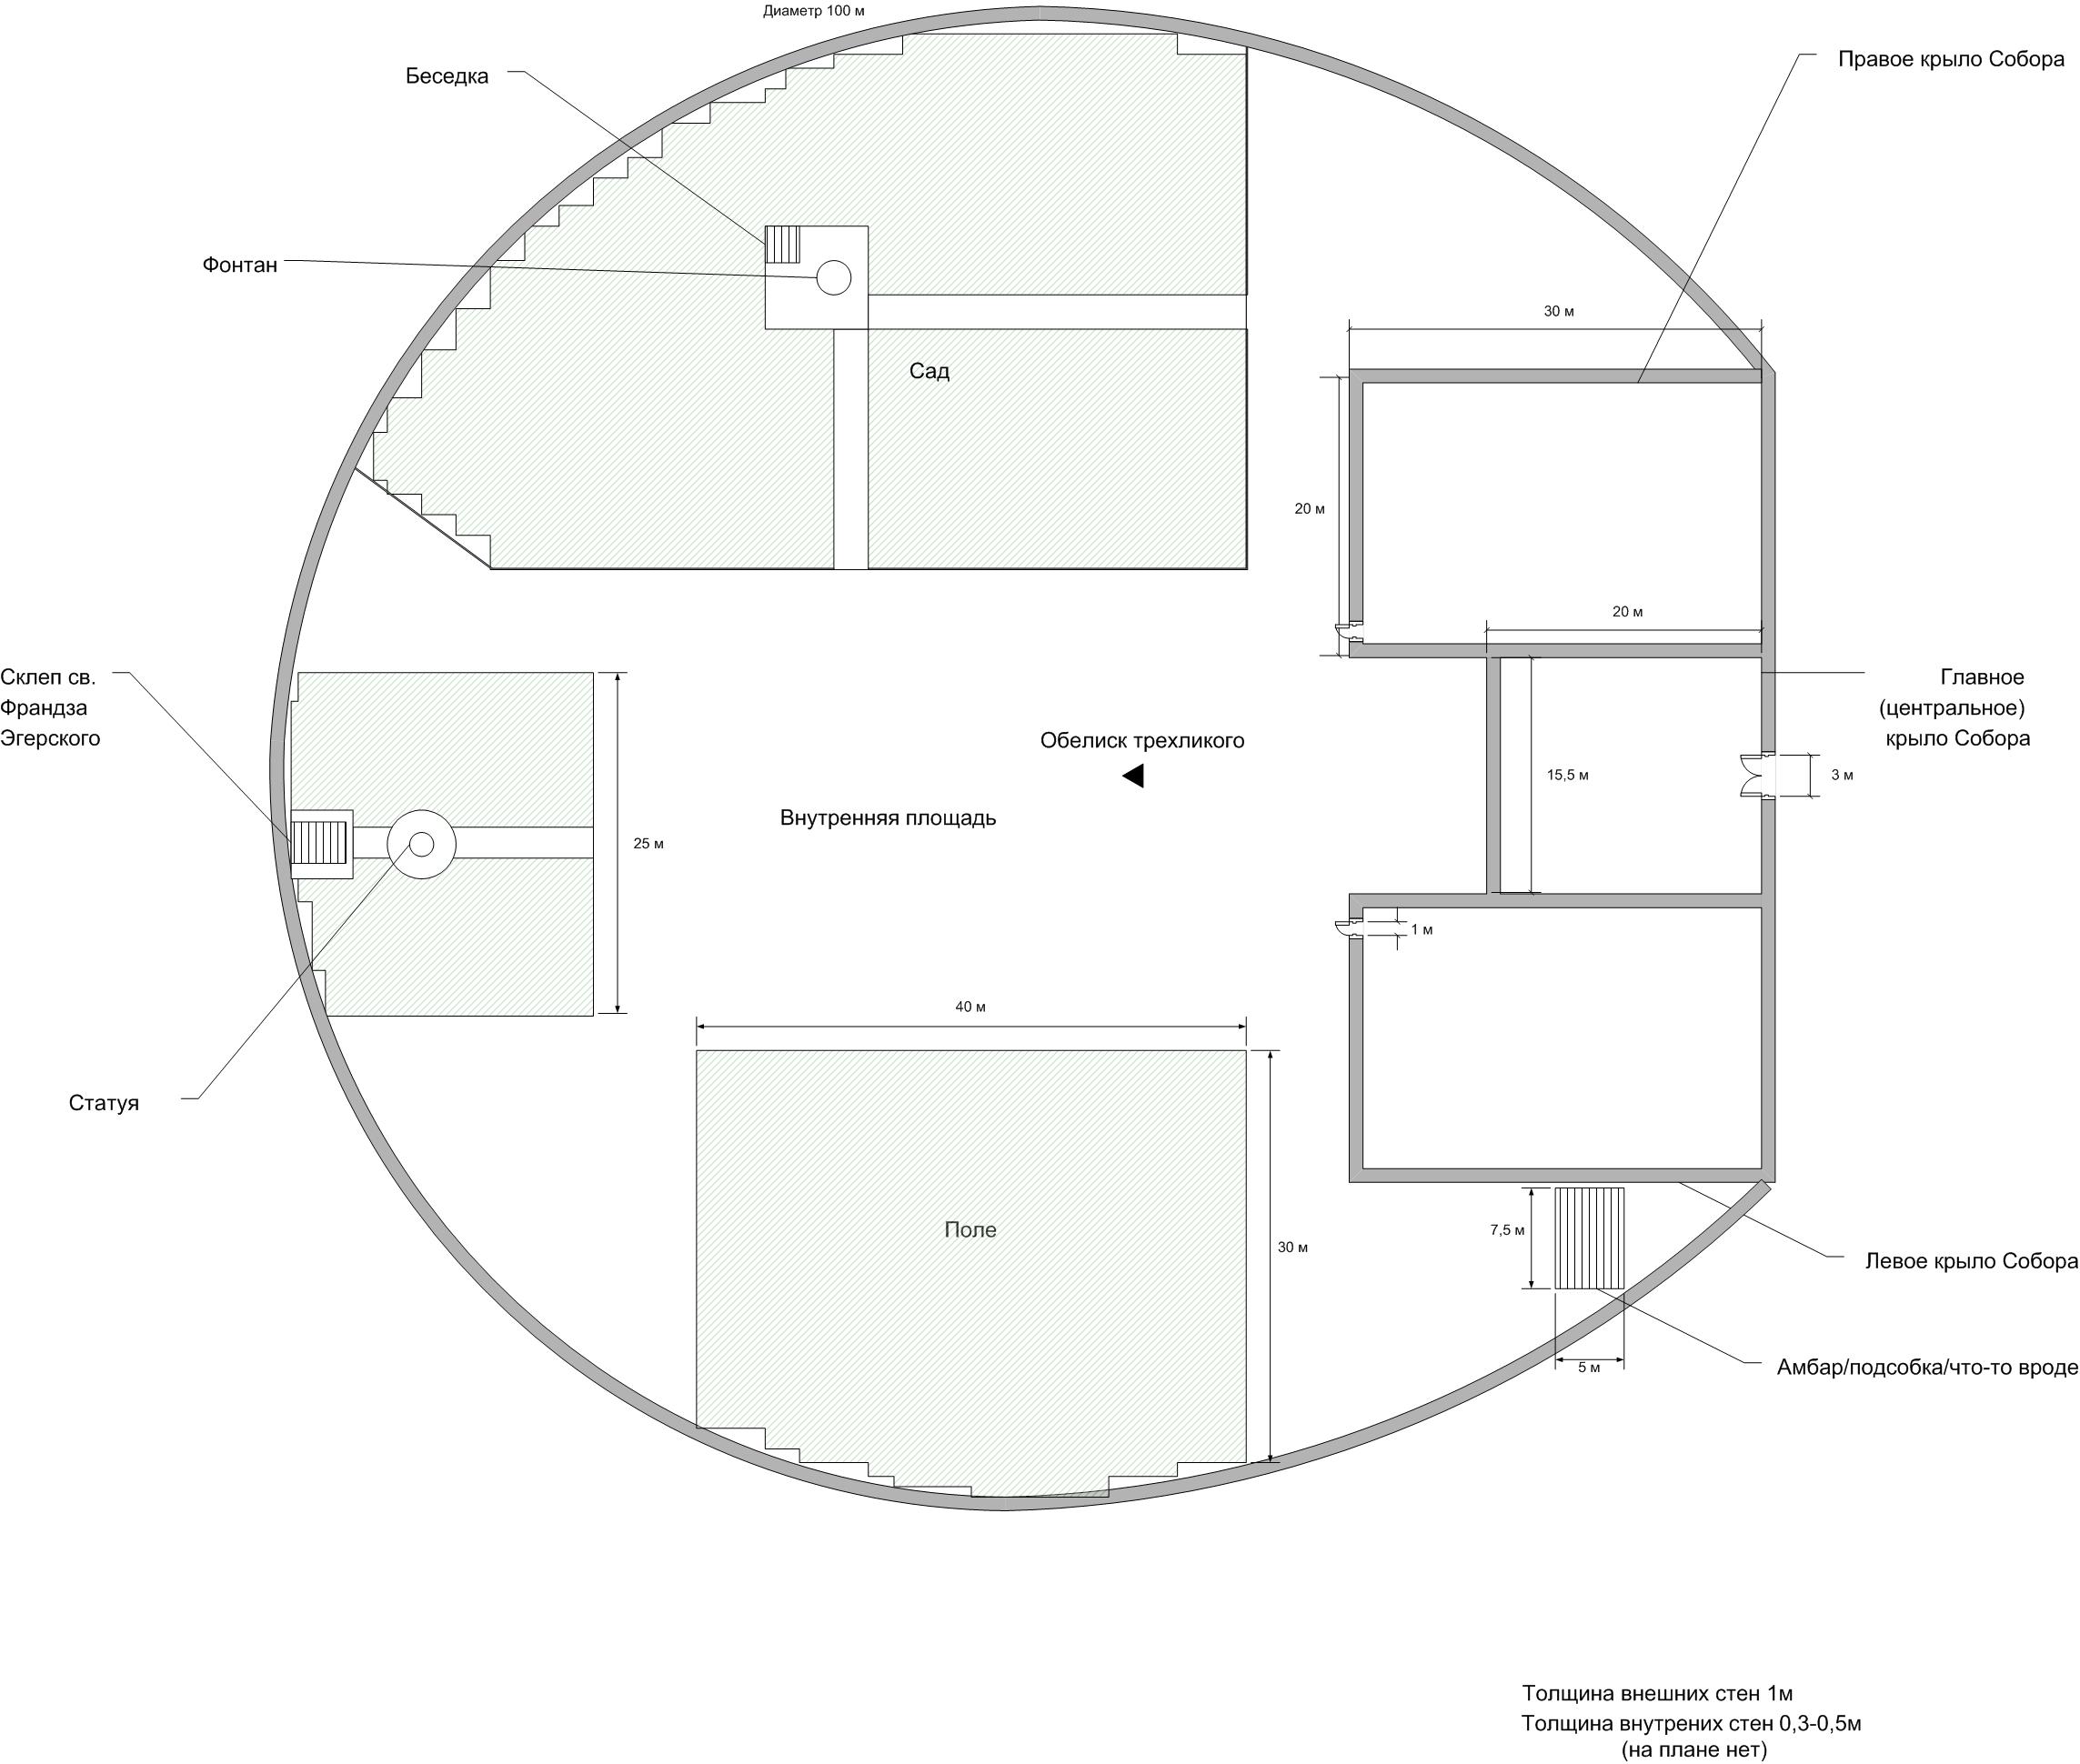 Диаметр 100 м
Беседка
Правое крыло Собора
Фонтан
30 м
Сад
20 м
20 м
Склеп св.
Франдза
Эгерского
Главное
(центральное)
крыло Собора
Обелиск трехликого
15,5 м
3 м
Внутренняя площадь
25 м
1 м
40 м
Статуя
Поле
7,5 м
30 м
Левое крыло Собора
5 м
Амбар/подсобка/что-то вроде
Толщина внешних стен 1м
Толщина внутрених стен 0,3-0,5м
(на плане нет)